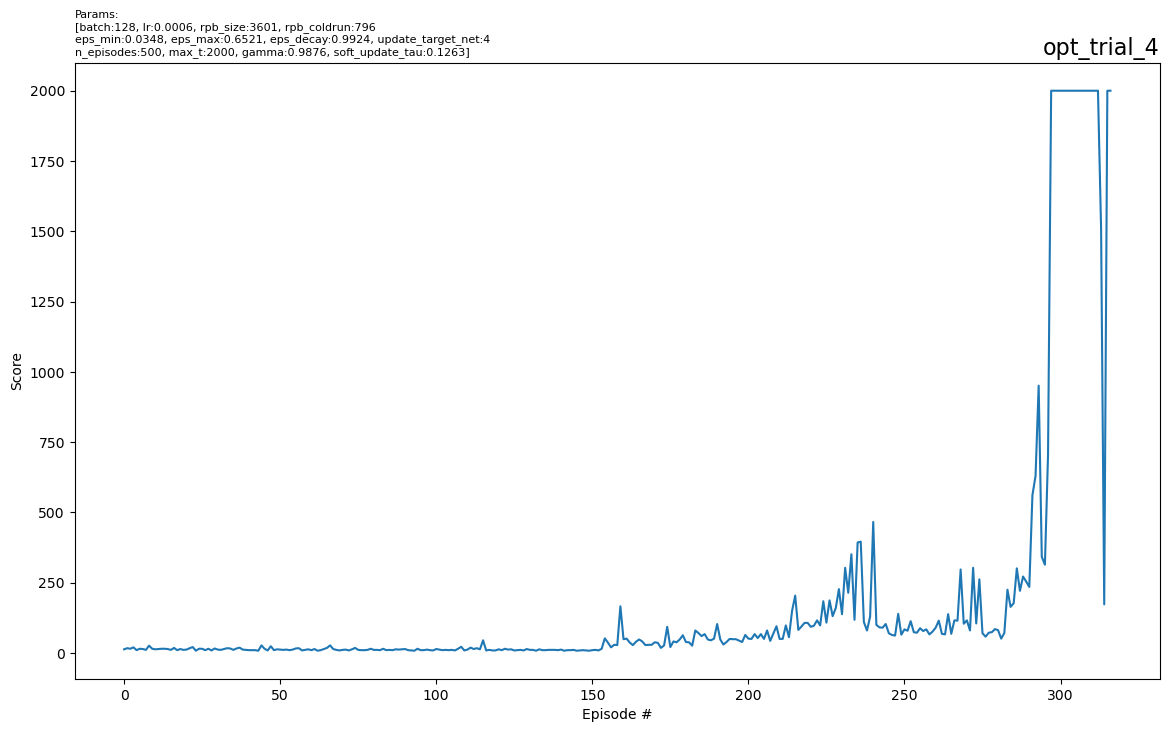 Params:
[batch:128, lr:0.0006, rpb_size:3601, rpb_coldrun:796
eps_min:0.0348, eps_max:0.6521, eps_decay:0.9924, update_target_net:4
n_episodes:500, max_t:2000, gamma:0.9876, soft_update_tau:0.1263]
opt_trial_4
2000
1750
1500
1250
1000
750
500
250
0
Score
0
50
100
150
200
250
300
Episode #